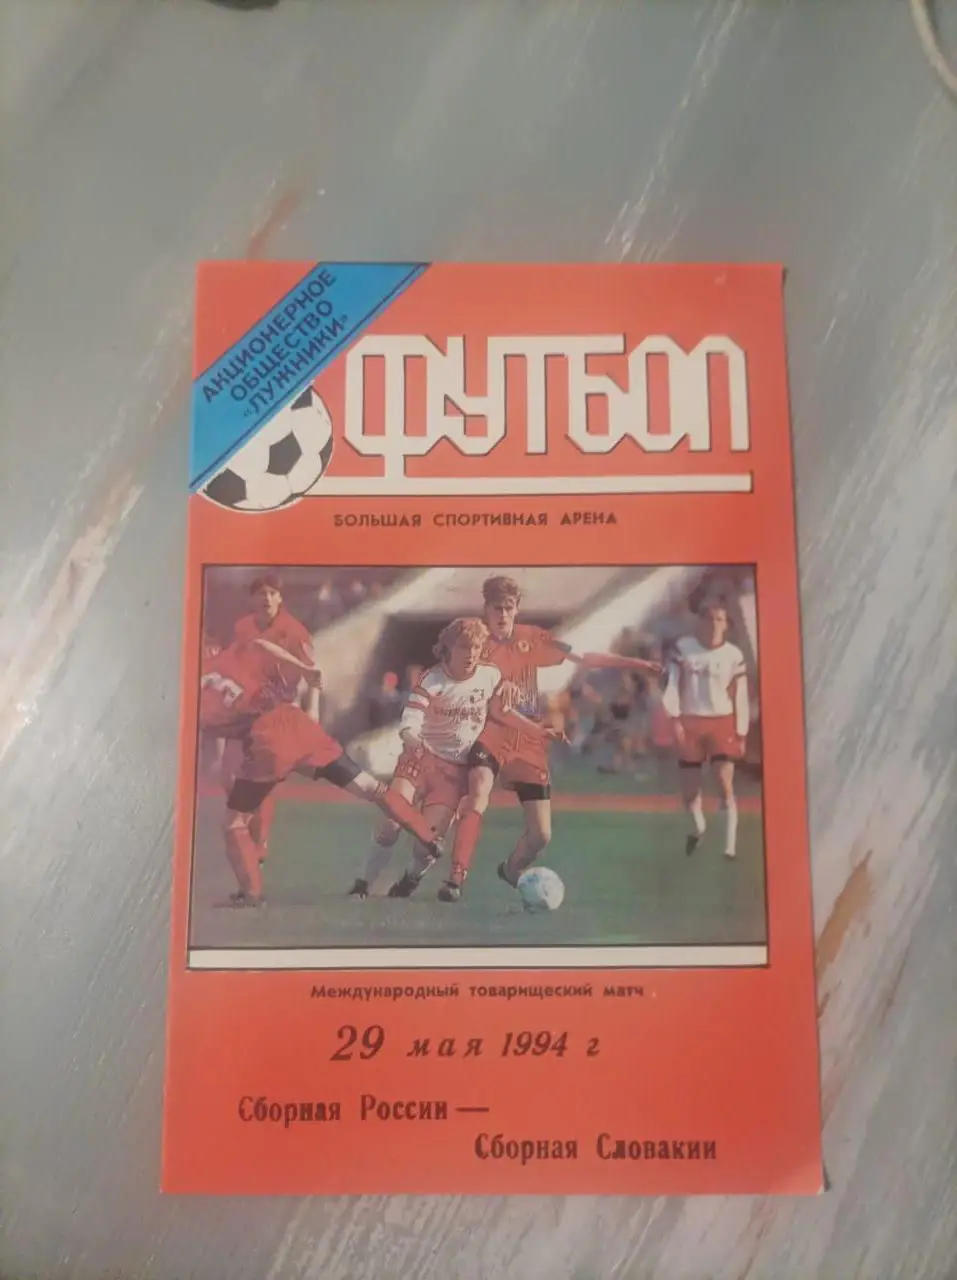 АКЦИОНЕРНОЕ
ОБЩЕСТВО
«ЛУЖНИКИ»
ФУТБОЛ
БОЛЬШАЯ СПОРТИВНАЯ АРЕНА
Международный товарищеский матч
29 мая 1994 г
Сборная России —
Сборная Словакии